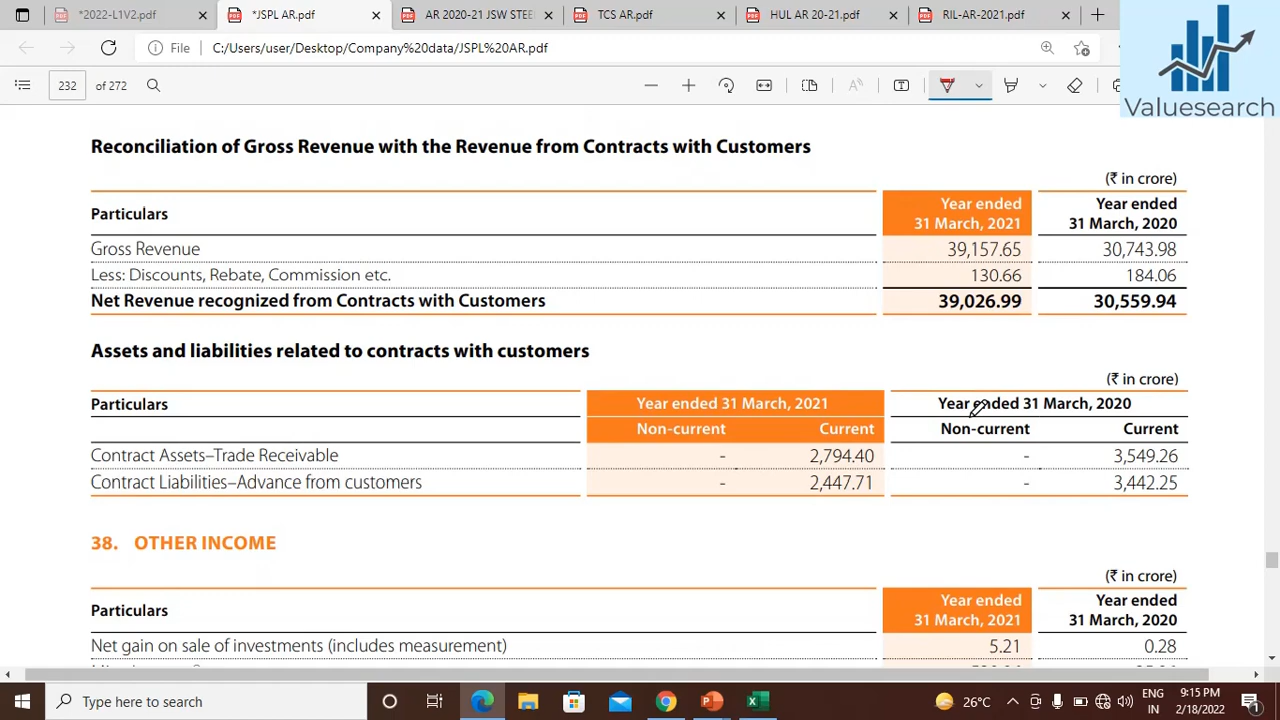 *2022-L1V2.pdf
*JSPL AR.pdf
AR 2020-21 JSW STEE
TCS AR.pdf
HUL AR 20-21.pdf
RIL-AR-2021.pdf
File
C:/Users/user/Desktop/Company%20data/JSPL%20AR.pdf
232 of 272
Valuesearch
Reconciliation of Gross Revenue with the Revenue from Contracts with Customers
(₹ in crore)
Particulars Year ended 31 March, 2021 Year ended 31 March, 2020
Gross Revenue 39,157.65 30,743.98
Less: Discounts, Rebate, Commission etc. 130.66 184.06
Net Revenue recognized from Contracts with Customers 39,026.99 30,559.94
Assets and liabilities related to contracts with customers
(₹ in crore)
Particulars Year ended 31 March, 2021 Year ended 31 March, 2020
Non-current Current Non-current Current
Contract Assets–Trade Receivable - 2,794.40 - 3,549.26
Contract Liabilities–Advance from customers - 2,447.71 - 3,442.25
38. OTHER INCOME
(₹ in crore)
Particulars Year ended 31 March, 2021 Year ended 31 March, 2020
Net gain on sale of investments (includes measurement) 5.21 0.28
Type here to search
26°C
ENG
IN
9:15 PM
2/18/2022
1